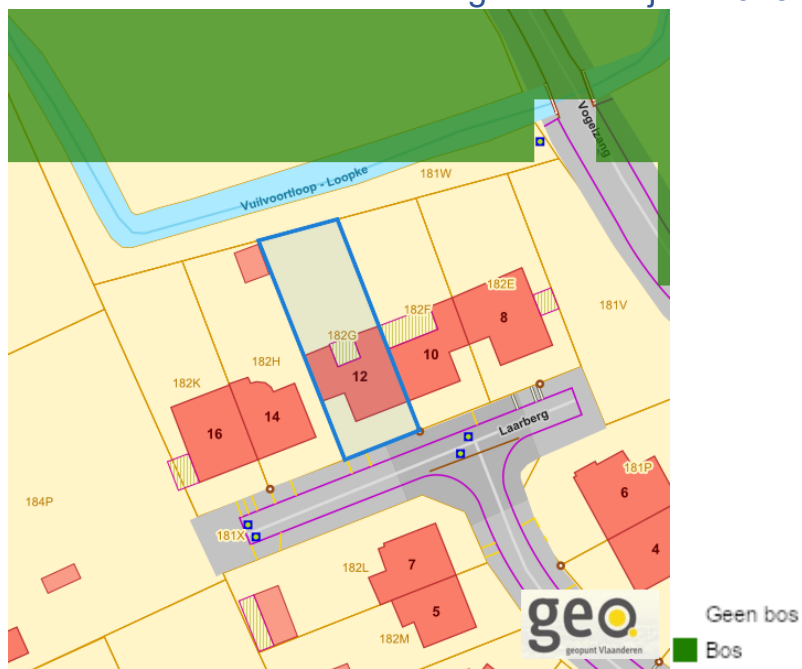 Vogelzang
Vuilvoortloop - Loopke
181W
182E
181V
182F
8
182G
10
182H
12
182K
14
16
Laarberg
181P
6
184P
181X
4
182L
7
5
182M
geo
geopunt Vlaanderen
Geen bos
Bos